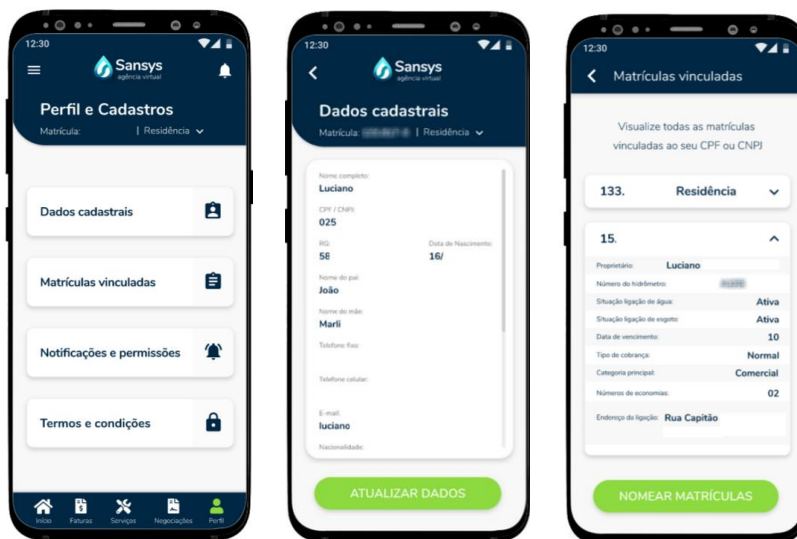 12:30
Sansys
agência virtual
Perfil e Cadastros
Matrícula: | Residência
Dados cadastrais
Matrículas vinculadas
Notificações e permissões
Termos e condições
Início Faturas Serviços Negociações Perfil
12:30
Sansys
agência virtual
Dados cadastrais
Matrícula: | Residência
Nome completo:
Luciano
CPF / CNPJ:
025
RG: Data de Nascimento:
58 16/
Nome do pai:
João
Nome da mãe:
Marli
Telefone fixo:
Telefone celular:
E-mail:
luciano
Nacionalidade:
ATUALIZAR DADOS
12:30
Matrículas vinculadas
Visualize todas as matrículas
vinculadas ao seu CPF ou CNPJ
133. Residência
15.
Proprietário: Luciano
Número do hidrômetro:
Situação ligação de água: Ativa
Situação ligação de esgoto: Ativa
Data de vencimento: 10
Tipo de cobrança: Normal
Categoria principal: Comercial
Números de economias: 02
Endereço da ligação: Rua Capitão
NOMEAR MATRÍCULAS